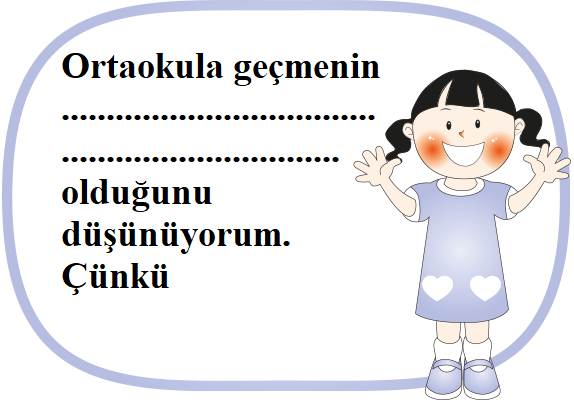 Ortaokula geçmenin
...................................
...............................
olduğunu
düşünüyorum.
Çünkü